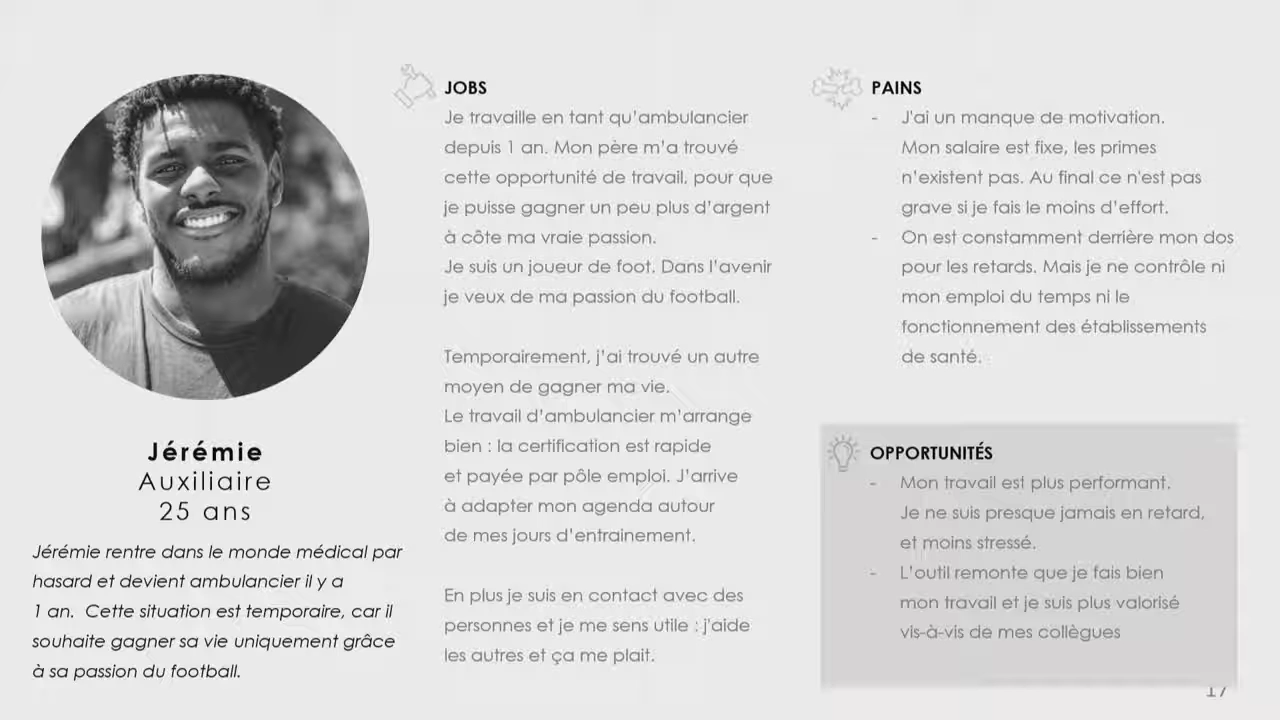 Jérémie
Auxiliaire
25 ans
Jérémie rentre dans le monde médical par
hasard et devient ambulancier il y a
1 an.  Cette situation est temporaire, car il
souhaite gagner sa vie uniquement grâce
à sa passion du football.
JOBS
Je travaille en tant qu’ambulancier
depuis 1 an. Mon père m’a trouvé
cette opportunité de travail, pour que
je puisse gagner un peu plus d’argent
à côte ma vraie passion.
Je suis un joueur de foot. Dans l’avenir
je veux de ma passion du football.
Temporairement, j’ai trouvé un autre
moyen de gagner ma vie.
Le travail d’ambulancier m’arrange
bien : la certification est rapide
et payée par pôle emploi. J’arrive
à adapter mon agenda autour
de mes jours d’entrainement.
En plus je suis en contact avec des
personnes et je me sens utile : j'aide
les autres et ça me plait.
PAINS
- J'ai un manque de motivation.
Mon salaire est fixe, les primes
n’existent pas. Au final ce n'est pas
grave si je fais le moins d’effort.
- On est constamment derrière mon dos
pour les retards. Mais je ne contrôle ni
mon emploi du temps ni le
fonctionnement des établissements
de santé.
OPPORTUNITÉS
- Mon travail est plus performant.
Je ne suis presque jamais en retard,
et moins stressé.
- L’outil remonte que je fais bien
mon travail et je suis plus valorisé
vis-à-vis de mes collègues
17